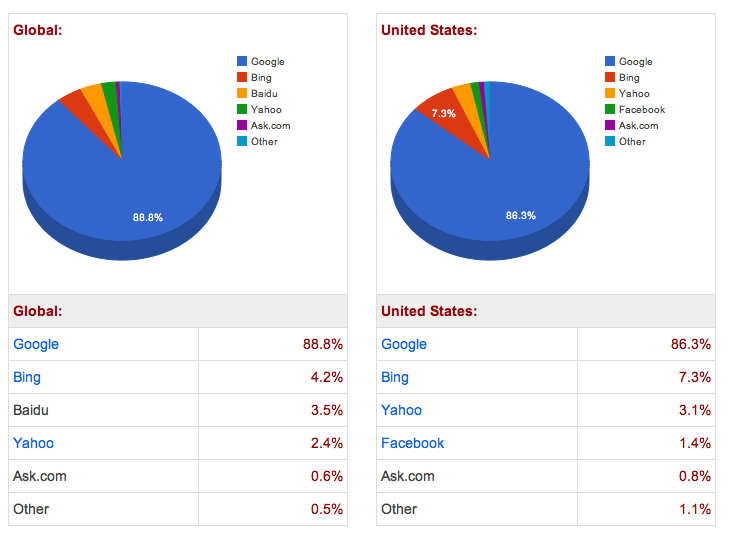 Global:
Google
Bing
Baidu
Yahoo
Ask.com
Other
88.8%
United States:
Google
Bing
Yahoo
Facebook
Ask.com
Other
7.3%
86.3%
Global:
Google 88.8%
Bing 4.2%
Baidu 3.5%
Yahoo 2.4%
Ask.com 0.6%
Other 0.5%
United States:
Google 86.3%
Bing 7.3%
Yahoo 3.1%
Facebook 1.4%
Ask.com 0.8%
Other 1.1%